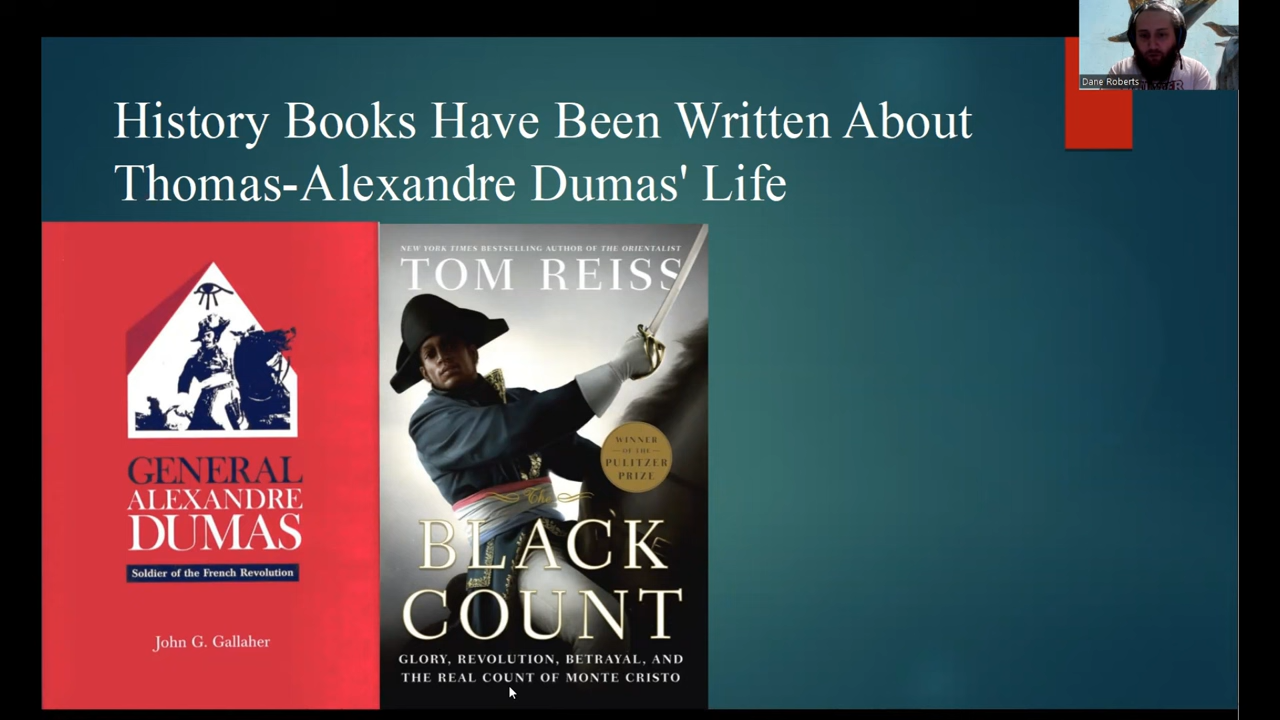 Dane Roberts
History Books Have Been Written About
Thomas-Alexandre Dumas' Life
GENERAL
ALEXANDRE
DUMAS
Soldier of the French Revolution
John G. Gallaher
NEW YORK TIMES BESTSELLING AUTHOR OF THE ORIENTALIST
TOM REISS
WINNER
OF THE
PULITZER
PRIZE
The
BLACK
COUNT
GLORY, REVOLUTION, BETRAYAL, AND
THE REAL COUNT OF MONTE CRISTO